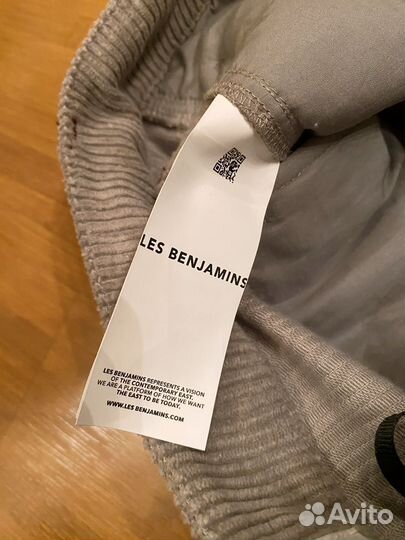 LES BENJAMINS
LES BENJAMINS REPRESENTS A VISION
OF THE CONTEMPORARY EAST.
WE ARE A PLATFORM OF HOW WE WANT
THE EAST TO BE TODAY.
WWW.LESBENJAMINS.COM
Avito